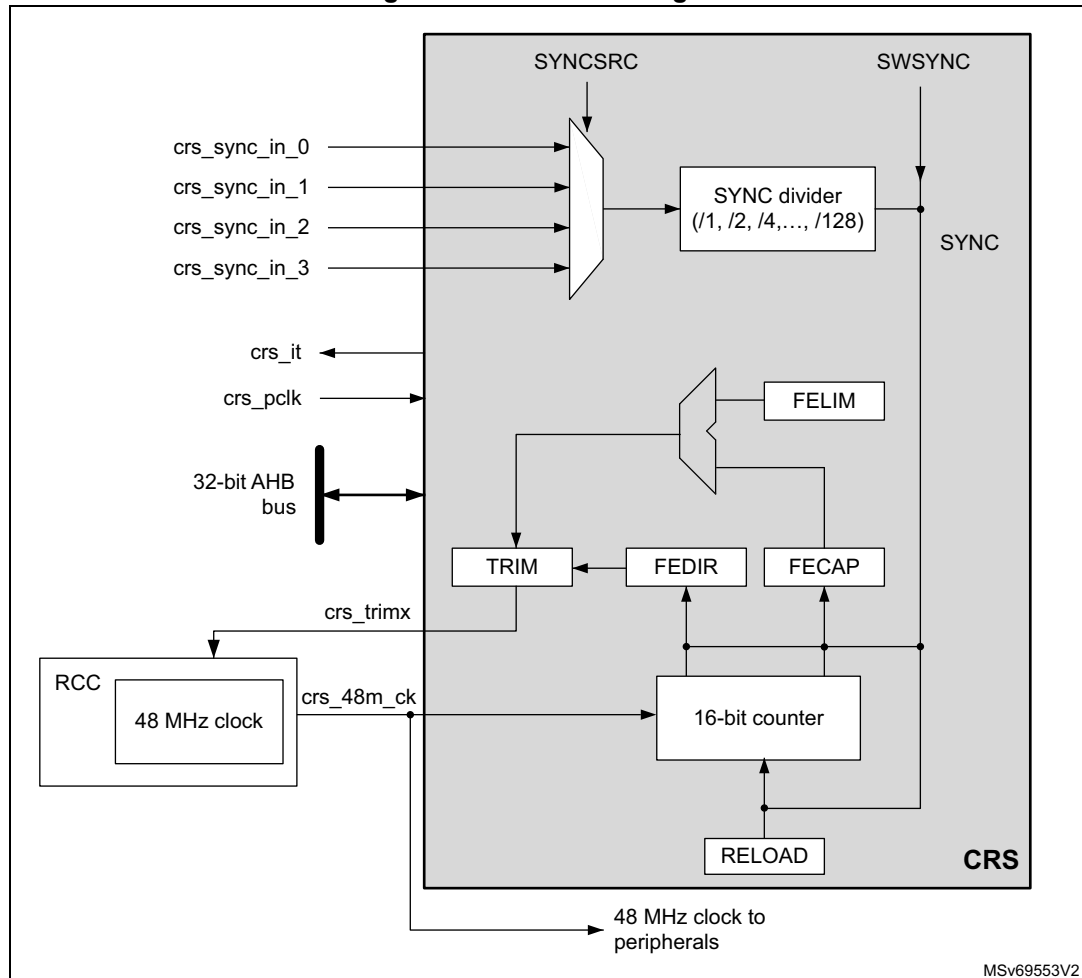 SYNCSRC
SWSYNC
crs_sync_in_0
crs_sync_in_1
crs_sync_in_2
crs_sync_in_3
SYNC divider
(/1, /2, /4,…, /128)
SYNC
crs_it
crs_pclk
FELIM
32-bit AHB
bus
TRIM
FEDIR
FECAP
crs_trimx
RCC
48 MHz clock
crs_48m_ck
16-bit counter
RELOAD
CRS
48 MHz clock to
peripherals
MSv69553V2